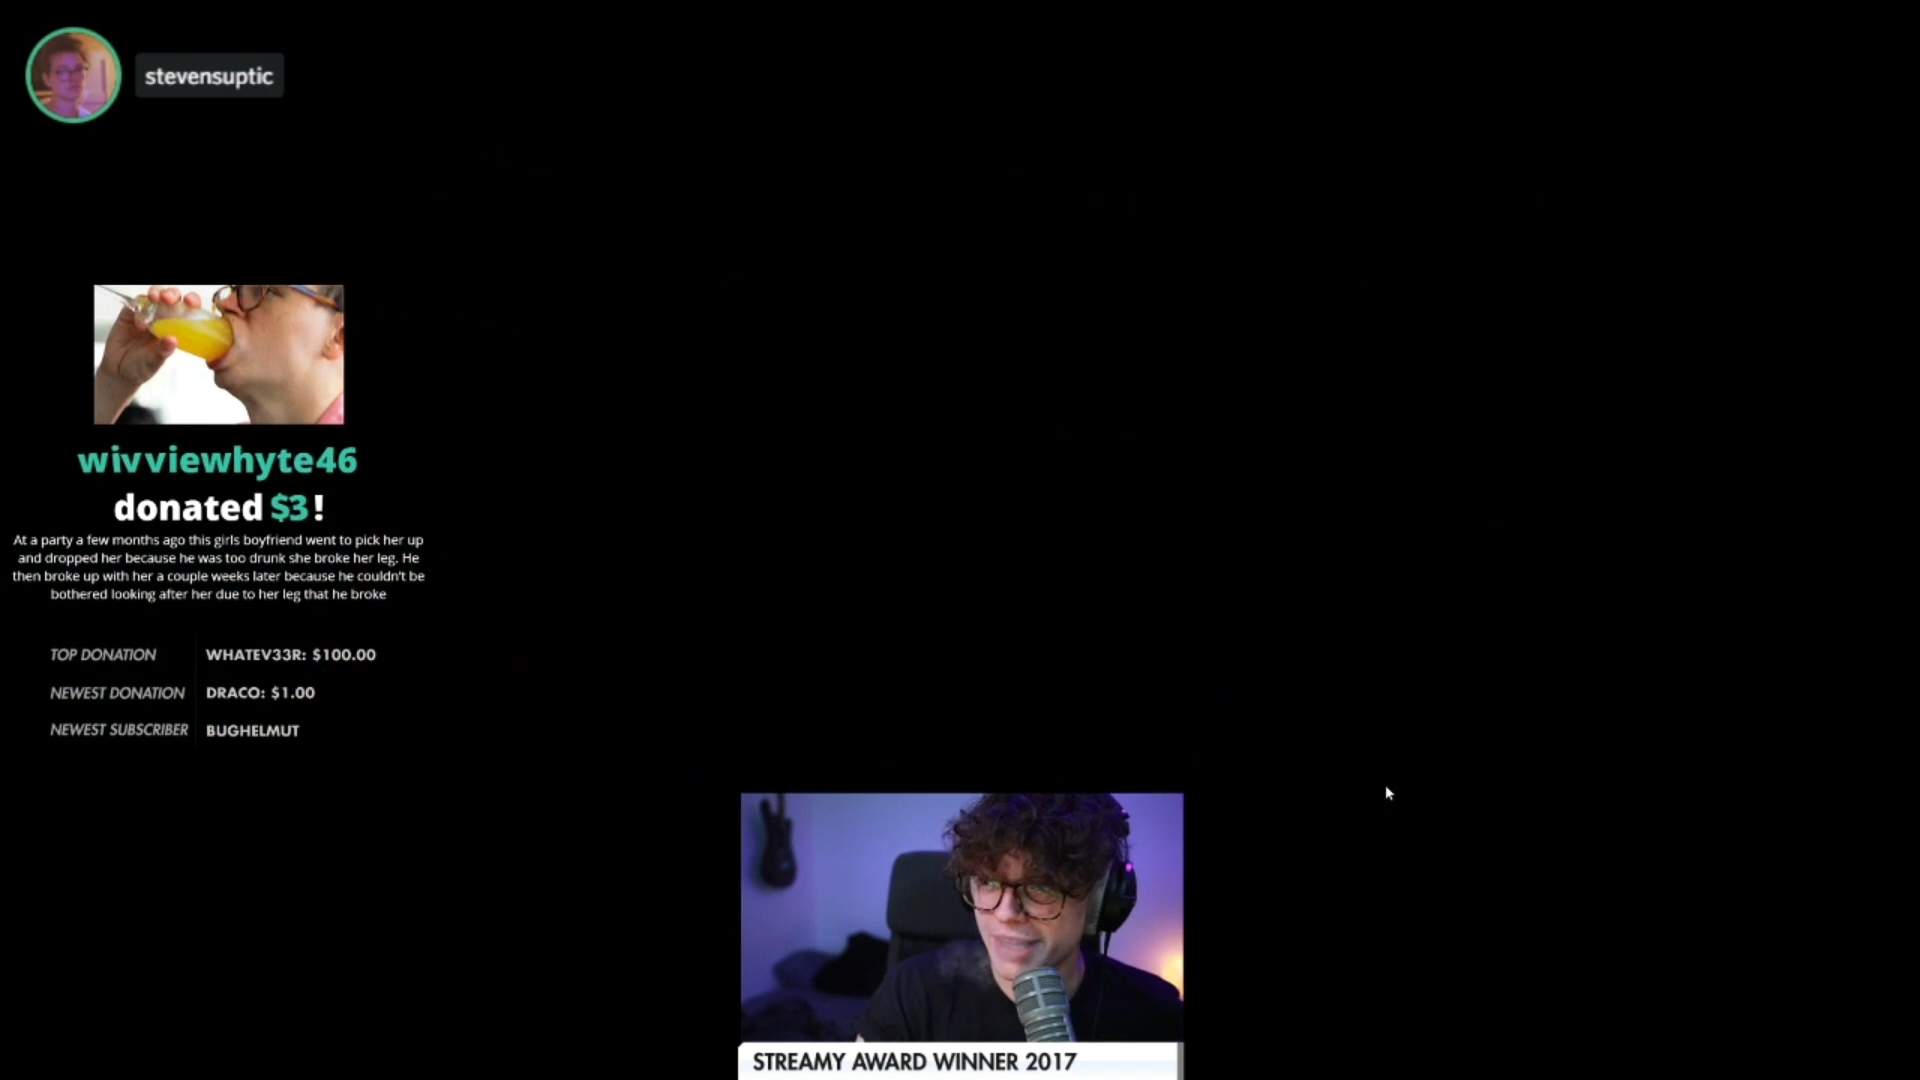 stevensuptic
wivviewhyte46
donated $3!
At a party a few months ago this girls boyfriend went to pick her up
and dropped her because he was too drunk she broke her leg. He
then broke up with her a couple weeks later because he couldn't be
bothered looking after her due to her leg that he broke
TOP DONATION WHATEV33R: $100.00
NEWEST DONATION DRACO: $1.00
NEWEST SUBSCRIBER BUGHELMUT
STREAMY AWARD WINNER 2017